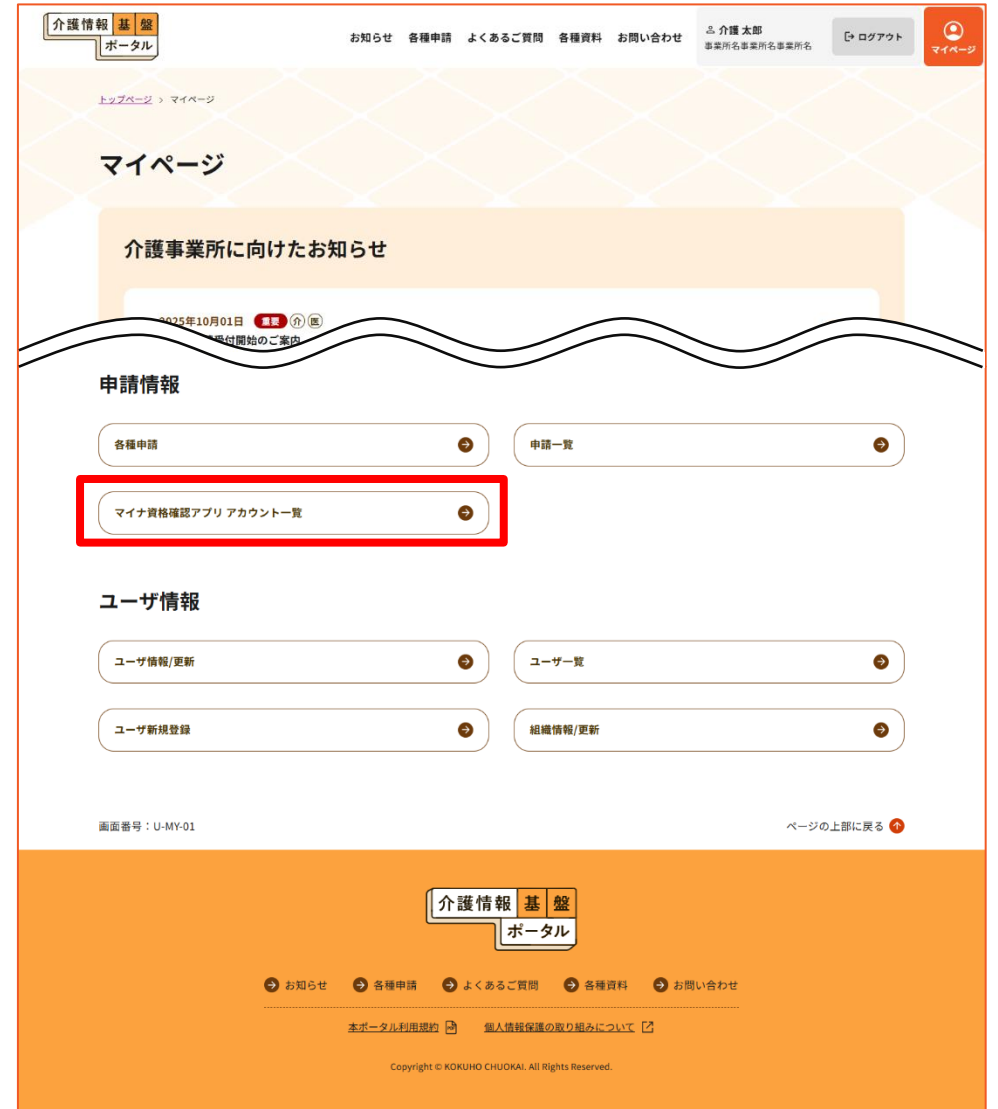 介護情報基盤
ポータル
お知らせ 各種申請 よくあるご質問 各種資料 お問い合わせ
介護 太郎
事業所名事業所名事業所名
ログアウト
マイページ
トップページ > マイページ
マイページ
介護事業所に向けたお知らせ
2025年10月01日 重要 介 医
受付開始のご案内
申請情報
各種申請
申請一覧
マイナ資格確認アプリ アカウント一覧
ユーザ情報
ユーザ情報/更新
ユーザ一覧
ユーザ新規登録
組織情報/更新
画面番号：U-MY-01
ページの上部に戻る
介護情報基盤
ポータル
お知らせ 各種申請 よくあるご質問 各種資料 お問い合わせ
本ポータル利用規約 個人情報保護の取り組みについて
Copyright © KOKUHO CHUOKAI. All Rights Reserved.